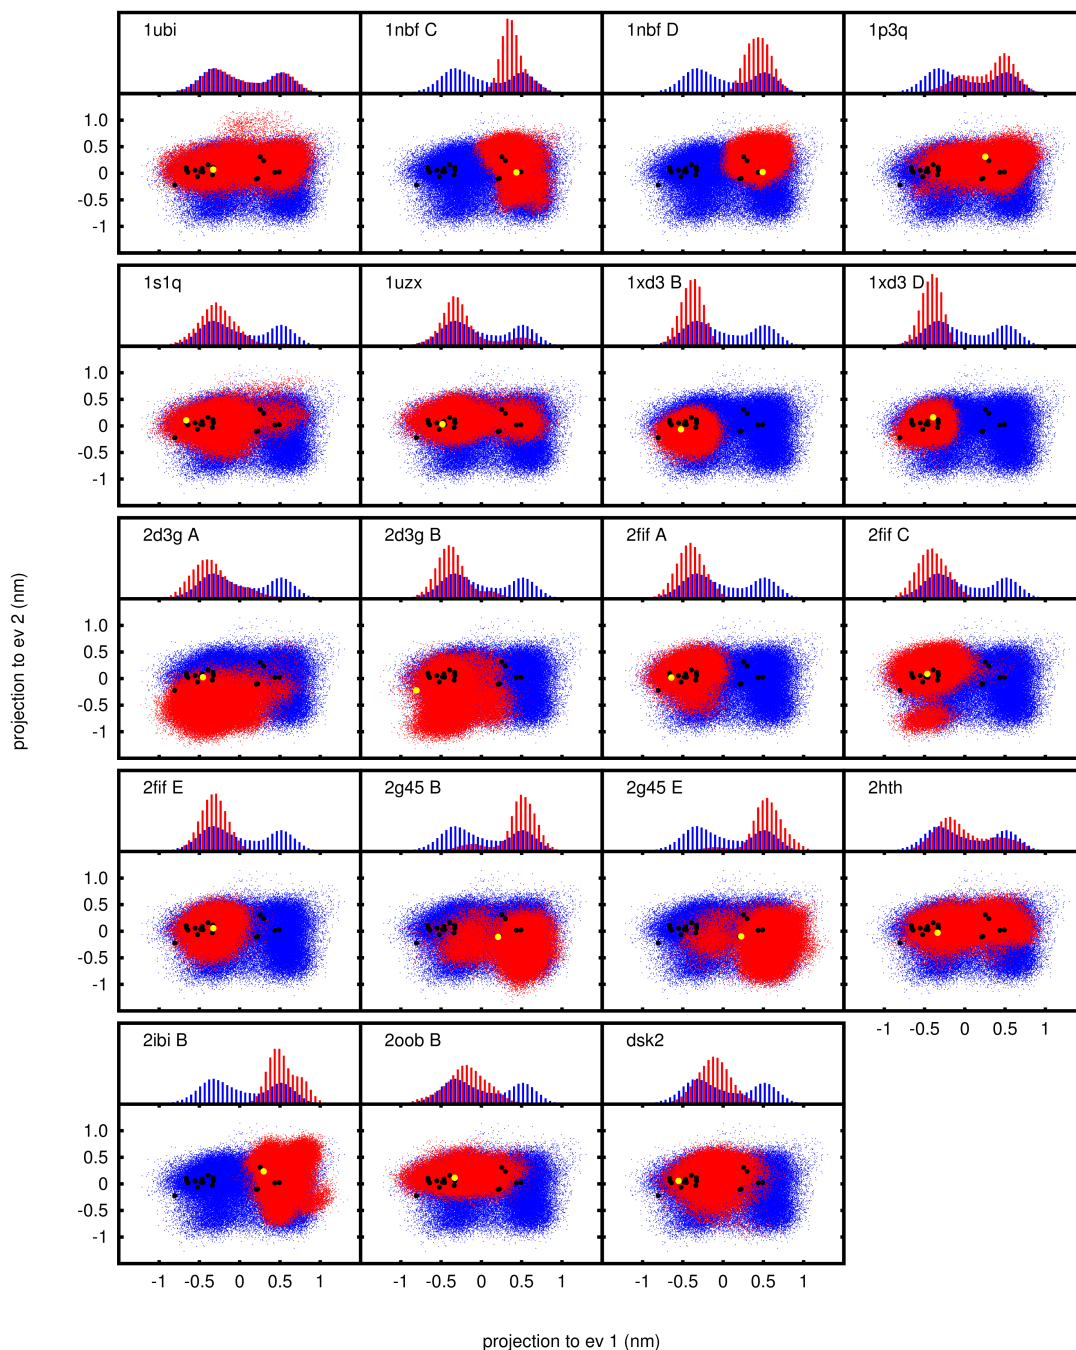 1ubi 1nbf C 1nbf D 1p3q
1.0
0.5
0
-0.5
-1
1s1q 1uzx 1xd3 B 1xd3 D
1.0
0.5
0
-0.5
-1
2d3g A 2d3g B 2fif A 2fif C
1.0
0.5
0
-0.5
-1
projection to ev 2 (nm)
2fif E 2g45 B 2g45 E 2hth
1.0
0.5
0
-0.5
-1
-1 -0.5 0 0.5 1
2ibi B 2oob B dsk2
1.0
0.5
0
-0.5
-1
-1 -0.5 0 0.5 1 -1 -0.5 0 0.5 1 -1 -0.5 0 0.5 1
projection to ev 1 (nm)